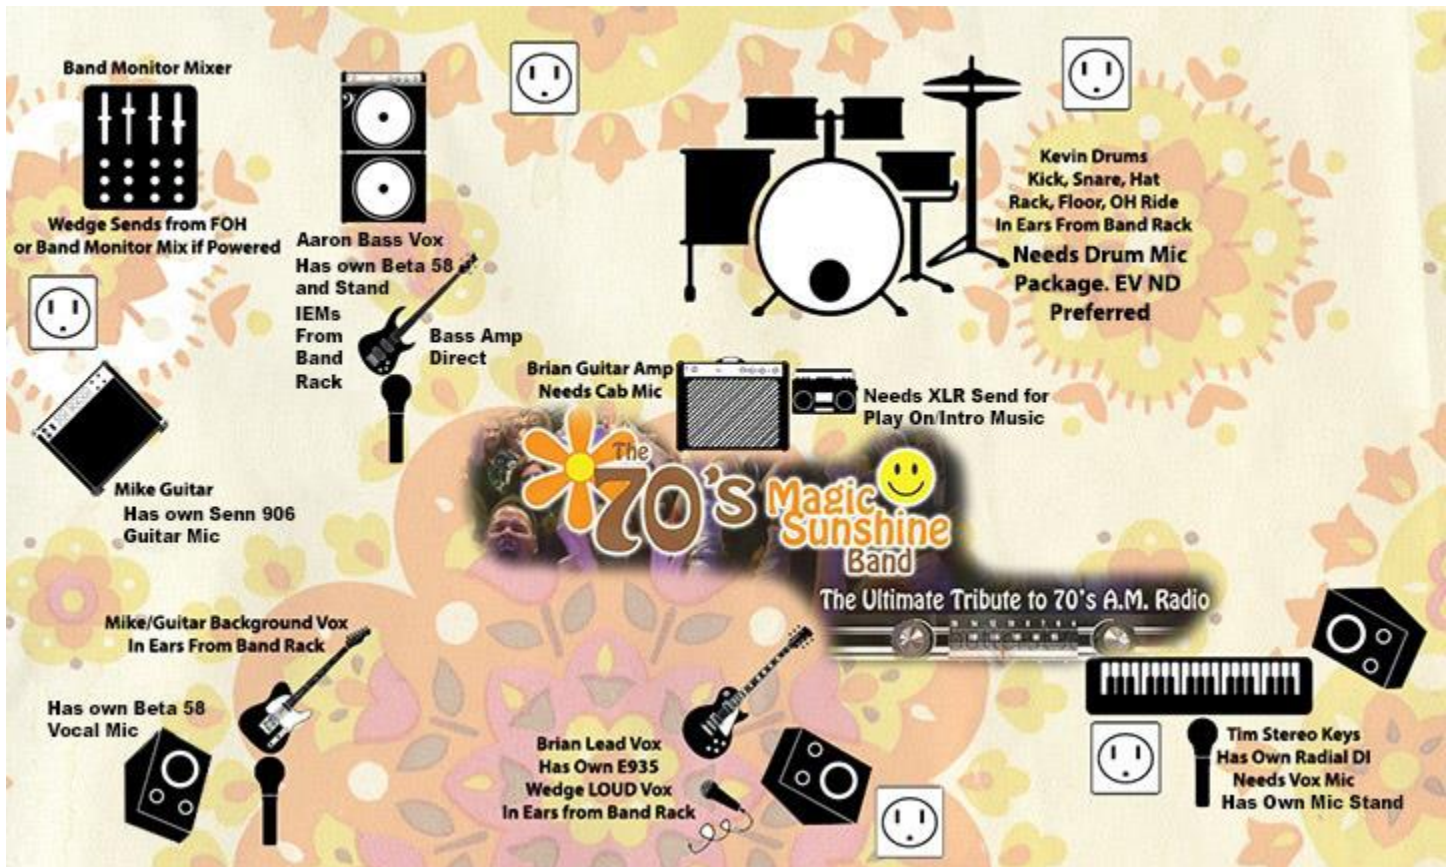 Band Monitor Mixer
Wedge Sends from FOH
or Band Monitor Mix if Powered
Aaron Bass Vox
Has own Beta 58
and Stand
IEMs
From
Band
Rack
Bass Amp
Direct
Kevin Drums
Kick, Snare, Hat
Rack, Floor, OH Ride
In Ears From Band Rack
Needs Drum Mic
Package. EV ND
Preferred
Brian Guitar Amp
Needs Cab Mic
Needs XLR Send for
Play On/Intro Music
Mike Guitar
Has own Senn 906
Guitar Mic
The
70's
Magic
Sunshine
Band
The Ultimate Tribute to 70's A.M. Radio
Mike/Guitar Background Vox
In Ears From Band Rack
Has own Beta 58
Vocal Mic
Brian Lead Vox
Has Own E935
Wedge LOUD Vox
In Ears from Band Rack
Tim Stereo Keys
Has Own Radial DI
Needs Vox Mic
Has Own Mic Stand